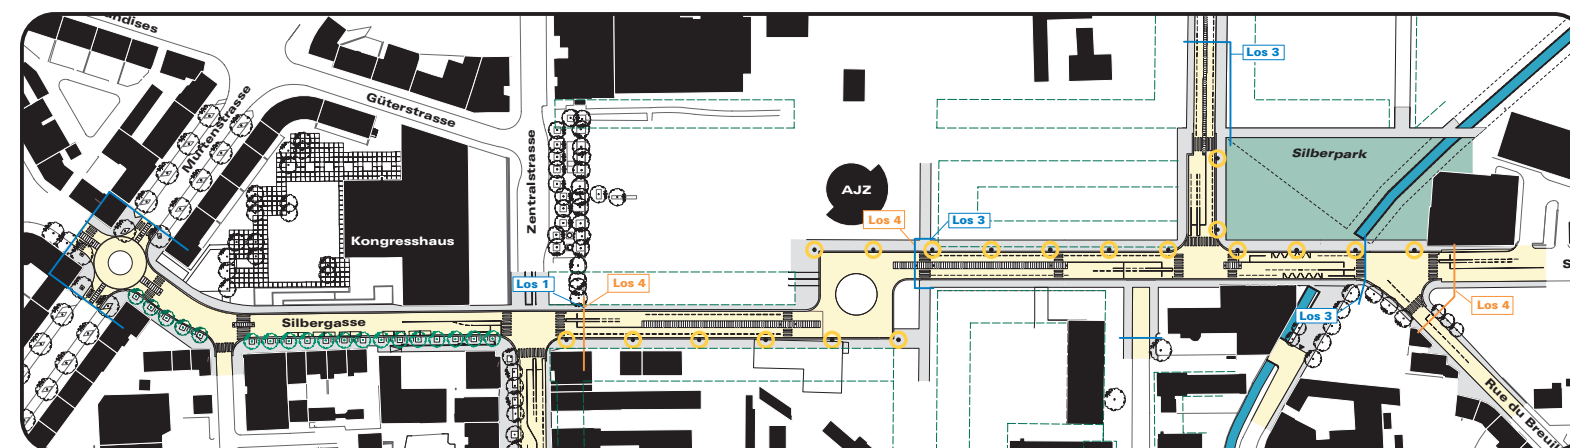 Murtenstrasse
Güterstrasse
Zentralstrasse
Kongresshaus
Los 1
Los 4
Silbergasse
AJZ
Los 4
Los 3
Los 3
Silberpark
Los 3
Los 4
Rue du Breuil